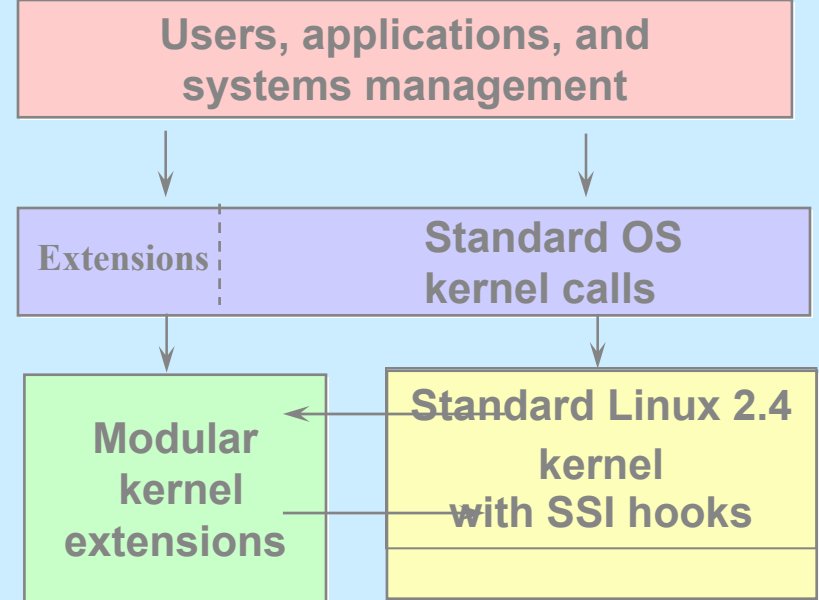 Users, applications, and
systems management
Extensions
Standard OS
kernel calls
Modular
kernel
extensions
Standard Linux 2.4
kernel
with SSI hooks